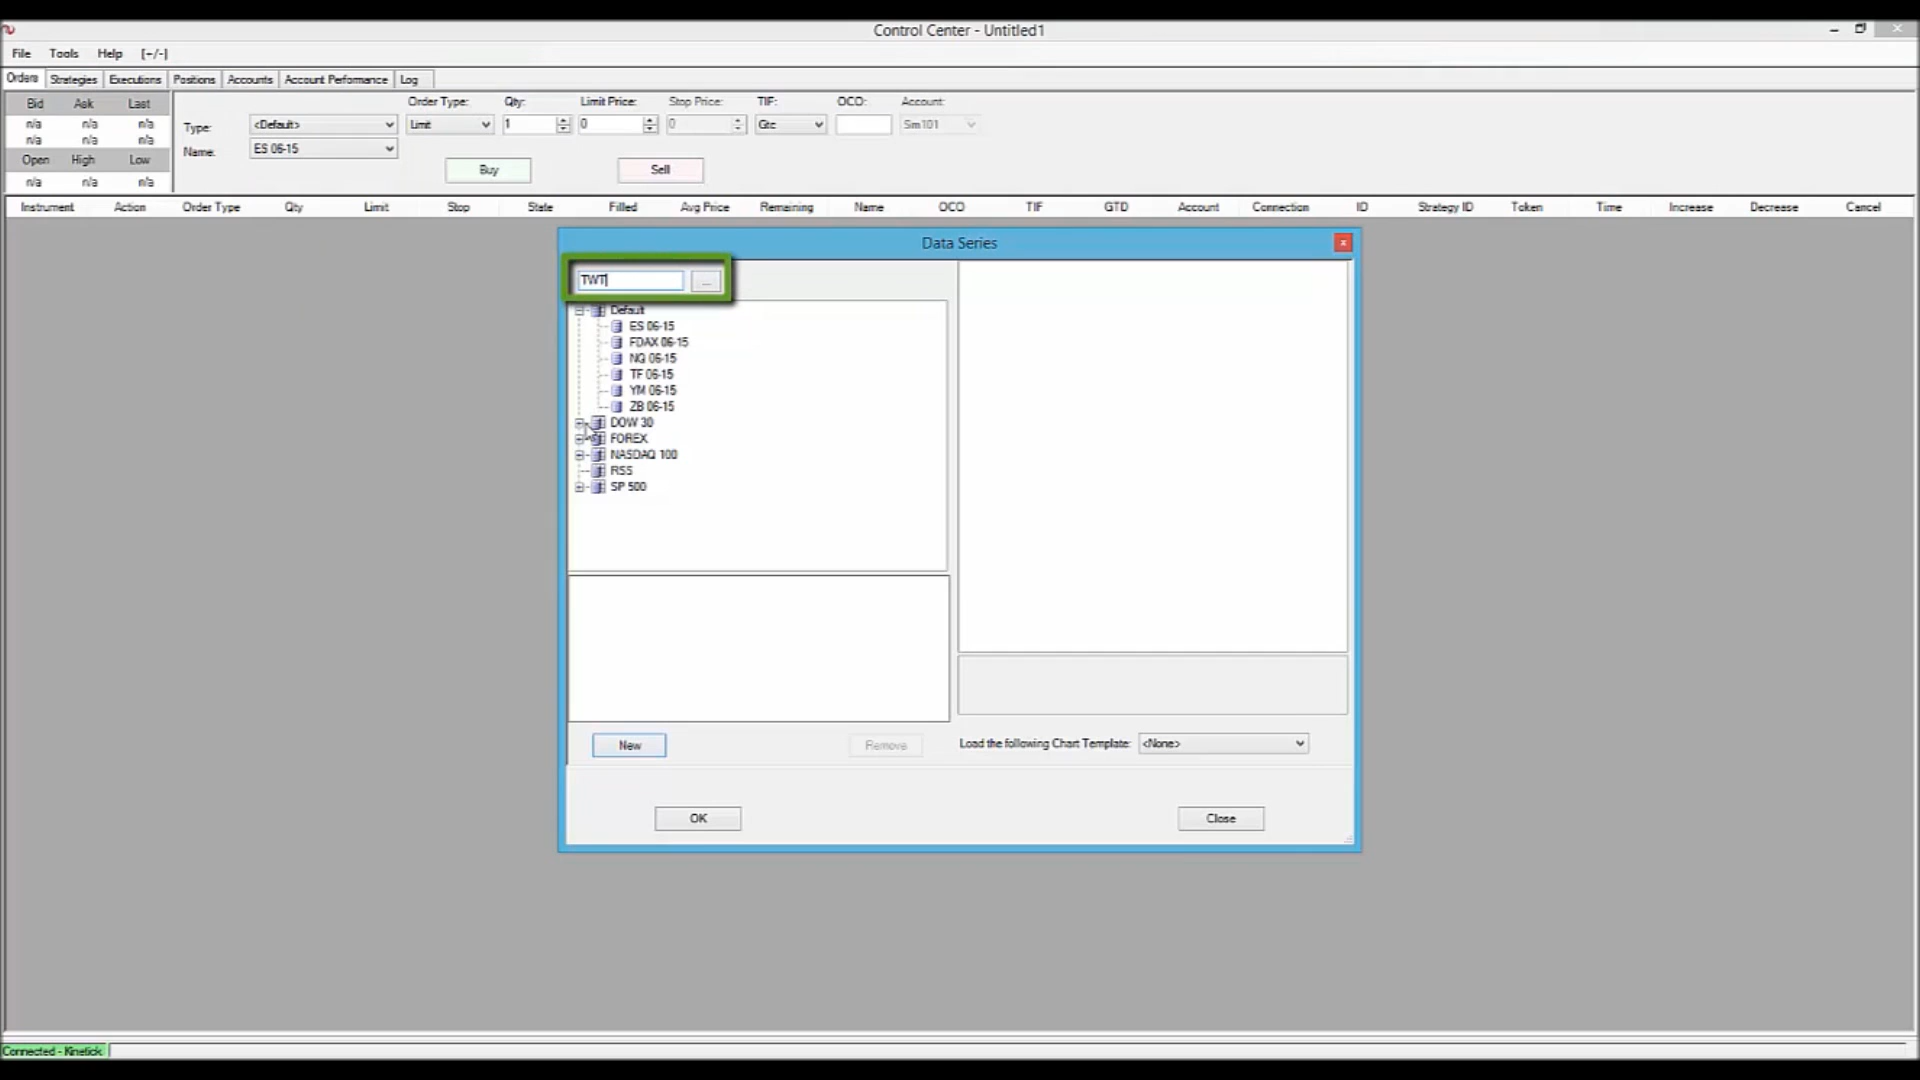 Control Center - Untitled1
File Tools Help [+/-]
Orders Strategies Executions Positions Accounts Account Performance Log
Bid Ask Last
n/a n/a n/a
n/a n/a n/a
Open High Low
n/a n/a n/a
Order Type: Qty: Limit Price: Stop Price: TIF: OCO: Account:
Type: <Default> Limit 1 0 0 Gtc Sim101
Name: ES 06-15
Buy Sell
Instrument Action Order Type Qty Limit Stop State Filled Avg Price Remaining Name OCO TIF GTD Account Connection ID Strategy ID Token Time Increase Decrease Cancel
Data Series
TWT ...
Default
ES 06-15
FDAX 06-15
NQ 06-15
TF 06-15
YM 06-15
ZB 06-15
DOW 30
FOREX
NASDAQ 100
RSS
SP 500
New Remove Load the following Chart Template: <None>
OK Close
Connected - Kinetick